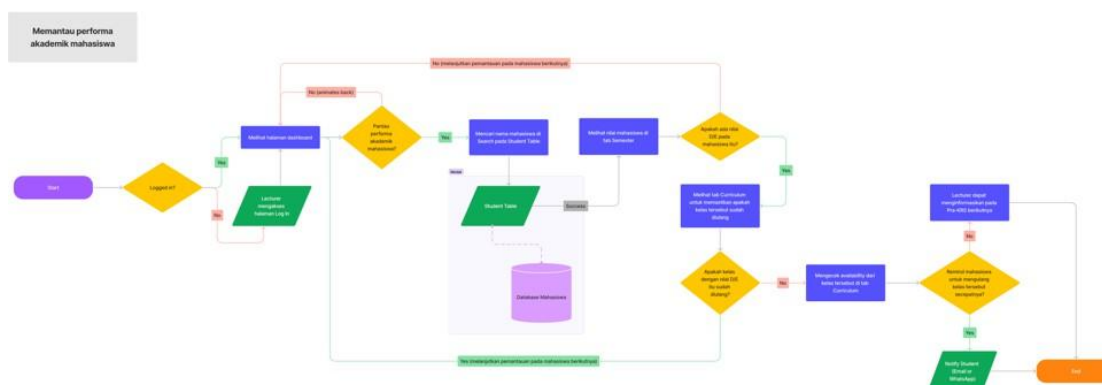 Memantau performa
akademik mahasiswa
No (melanjutkan pemantauan pada mahasiswa berikutnya)
No (animates back)
Start
Logged in?
Yes
No
Melihat halaman dashboard
Lecturer
mengakses
halaman Log In
Pantau
performa
akademik
mahasiswa?
Yes
Mencari nama mahasiswa di
Search pada Student Table
Student Table
Database Mahasiswa
Success
Melihat nilai mahasiswa di
tab Semester
Apakah ada nilai
D/E pada
mahasiswa itu?
Yes
Melihat tab Curriculum
untuk memastikan apakah
kelas tersebut sudah
diulang
Apakah kelas
dengan nilai D/E
itu sudah
diulang?
No
Yes (melanjutkan pemantauan pada mahasiswa berikutnya)
Mengecek availability dari
kelas tersebut di tab
Curriculum
Lecturer dapat
menginformasikan pada
Pra-KRS berikutnya
No
Remind mahasiswa
untuk mengulang
kelas tersebut
secepatnya?
Yes
Notify Student
(Email or
WhatsApp)
End